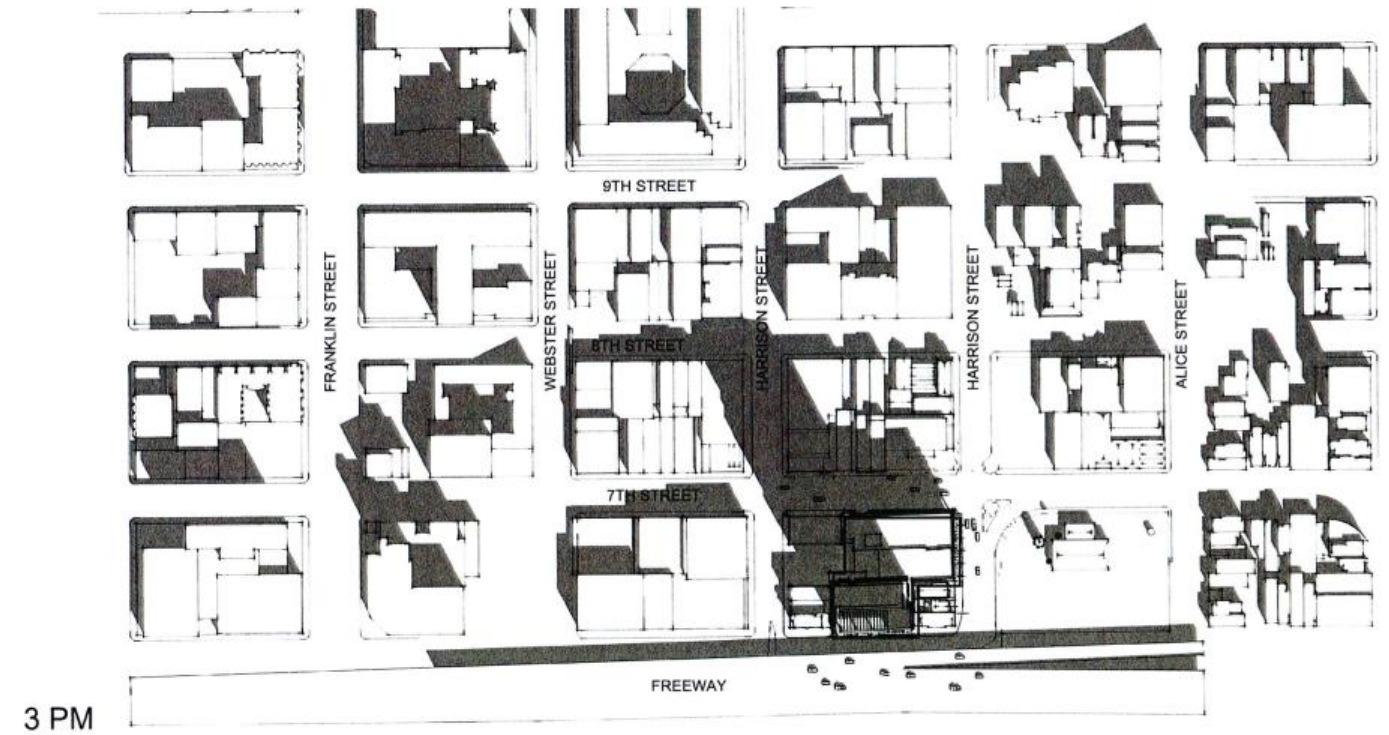 9TH STREET
FRANKLIN STREET
WEBSTER STREET
HARRISON STREET
HARRISON STREET
ALICE STREET
8TH STREET
7TH STREET
FREEWAY
3 PM